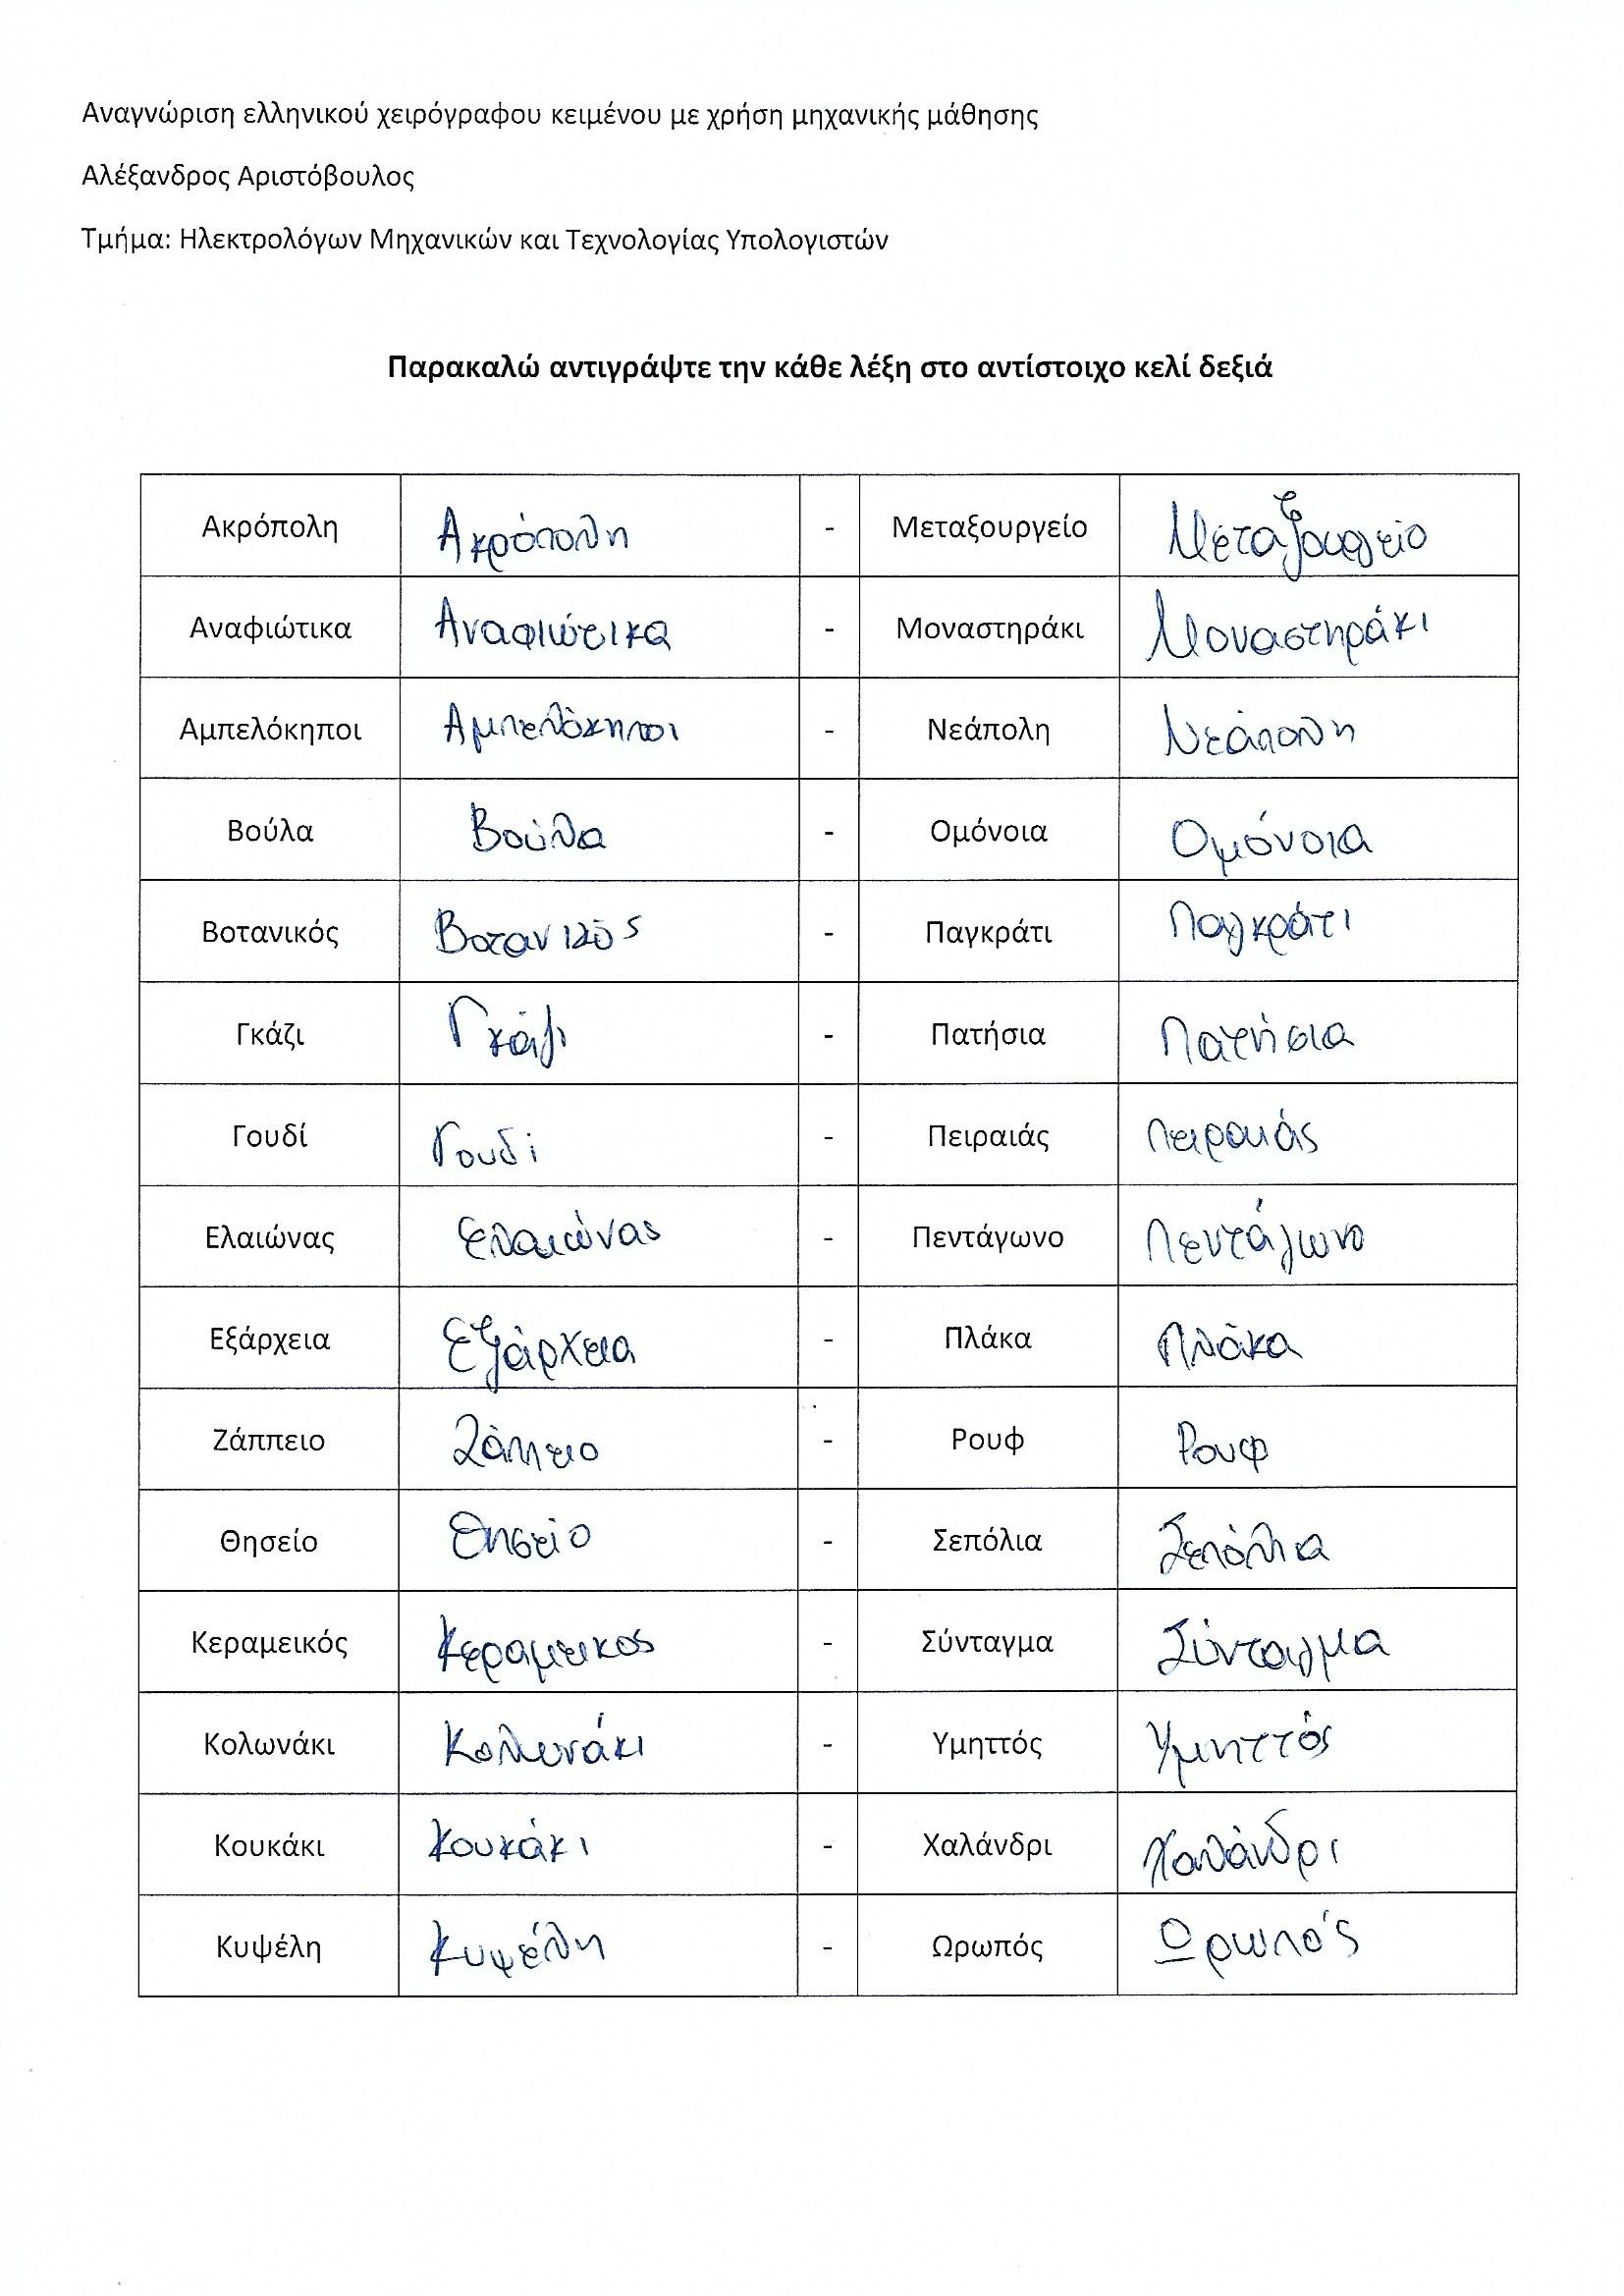 Αναγνώριση ελληνικού χειρόγραφου κειμένου με χρήση μηχανικής μάθησης
Αλέξανδρος Αριστόβουλος
Τμήμα: Ηλεκτρολόγων Μηχανικών και Τεχνολογίας Υπολογιστών
Παρακαλώ αντιγράψτε την κάθε λέξη στο αντίστοιχο κελί δεξιά
Ακρόπολη Ακρόπολη - Μεταξουργείο Μεταξουργείο
Αναφιώτικα Αναφιώτικα - Μοναστηράκι Μοναστηράκι
Αμπελόκηποι Αμπελόκηποι - Νεάπολη Νεάπολη
Βούλα Βούλα - Ομόνοια Ομόνοια
Βοτανικός Βοτανικός - Παγκράτι Παγκράτι
Γκάζι Γκάζι - Πατήσια Πατήσια
Γουδί Γουδί - Πειραιάς Πειραιάς
Ελαιώνας Ελαιώνας - Πεντάγωνο Πεντάγωνο
Εξάρχεια Εξάρχεια - Πλάκα Πλάκα
Ζάππειο Ζάππειο - Ρουφ Ρουφ
Θησείο Θησείο - Σεπόλια Σεπόλια
Κεραμεικός Κεραμεικος - Σύνταγμα Σύνταγμα
Κολωνάκι Κολωνάκι - Υμηττός Υμηττός
Κουκάκι Κουκάκι - Χαλάνδρι Χαλάνδρι
Κυψέλη Κυψέλη - Ωρωπός Ωρωπός